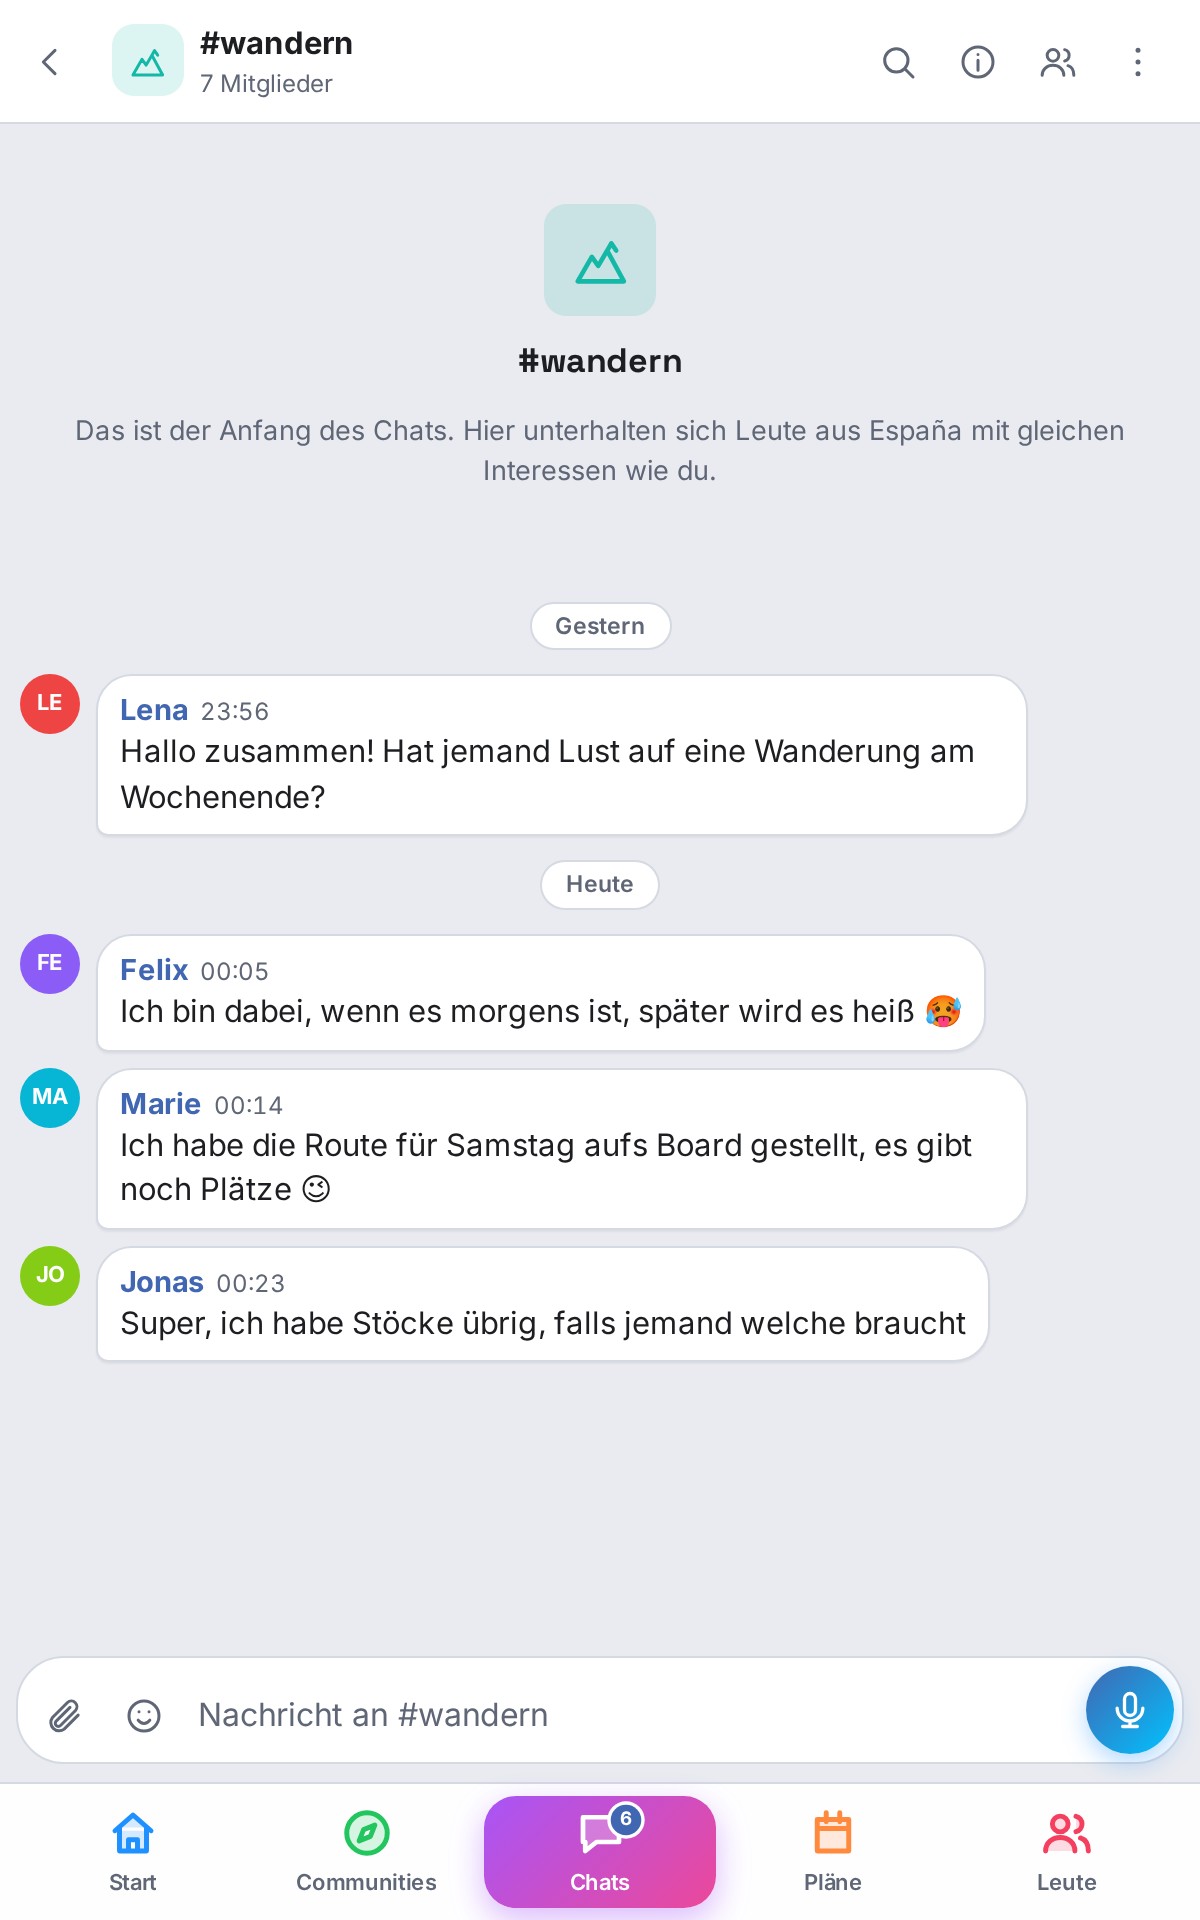 #wandern
7 Mitglieder
#wandern
Das ist der Anfang des Chats. Hier unterhalten sich Leute aus España mit gleichen
Interessen wie du.
Gestern
LE
Lena 23:56
Hallo zusammen! Hat jemand Lust auf eine Wanderung am
Wochenende?
Heute
FE
Felix 00:05
Ich bin dabei, wenn es morgens ist, später wird es heiß 🥵
MA
Marie 00:14
Ich habe die Route für Samstag aufs Board gestellt, es gibt
noch Plätze 😉
JO
Jonas 00:23
Super, ich habe Stöcke übrig, falls jemand welche braucht
Nachricht an #wandern
6
Start
Communities
Chats
Pläne
Leute